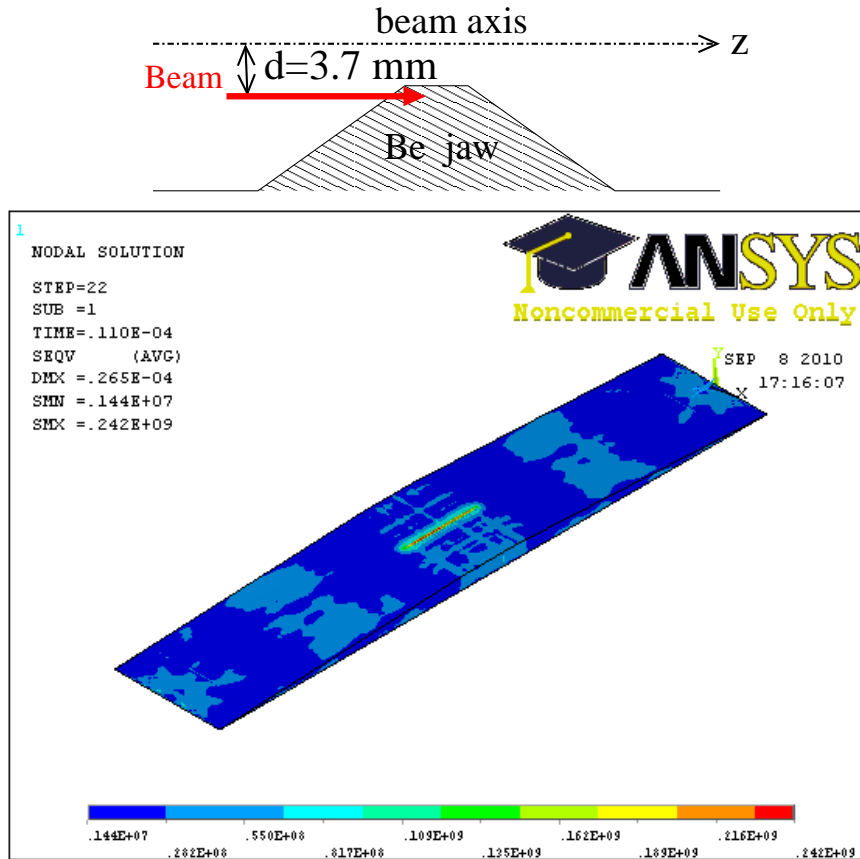 beam axis
z
d=3.7 mm
Beam
Be jaw
1
NODAL SOLUTION
STEP=22
SUB =1
TIME=.110E-04
SEQV (AVG)
DMX =.265E-04
SMN =.144E+07
SMX =.242E+09
ANSYS
Noncommercial Use Only
Y
X
SEP 8 2010
17:16:07
.144E+07 .550E+08 .109E+09 .162E+09 .216E+09
.282E+08 .817E+08 .135E+09 .189E+09 .242E+09